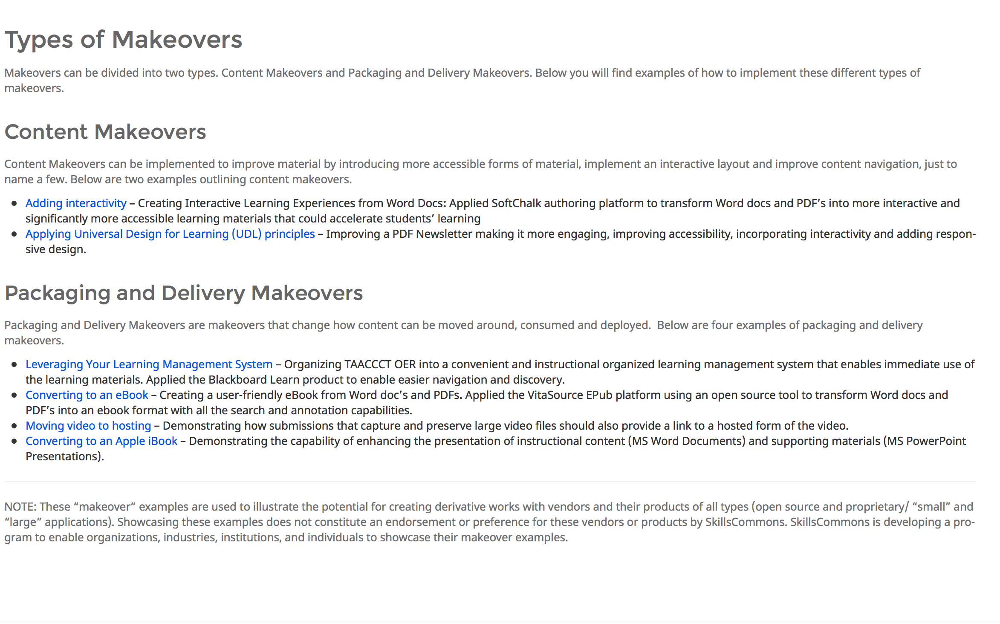 Types of Makeovers
Makeovers can be divided into two types. Content Makeovers and Packaging and Delivery Makeovers. Below you will find examples of how to implement these different types of
makeovers.
Content Makeovers
Content Makeovers can be implemented to improve material by introducing more accessible forms of material, implement an interactive layout and improve content navigation, just to
name a few. Below are two examples outlining content makeovers.
• Adding interactivity – Creating Interactive Learning Experiences from Word Docs: Applied SoftChalk authoring platform to transform Word docs and PDF’s into more interactive and
significantly more accessible learning materials that could accelerate students’ learning
• Applying Universal Design for Learning (UDL) principles – Improving a PDF Newsletter making it more engaging, improving accessibility, incorporating interactivity and adding respon-
sive design.
Packaging and Delivery Makeovers
Packaging and Delivery Makeovers are makeovers that change how content can be moved around, consumed and deployed.  Below are four examples of packaging and delivery
makeovers.
• Leveraging Your Learning Management System – Organizing TAACCCT OER into a convenient and instructional organized learning management system that enables immediate use of
the learning materials. Applied the Blackboard Learn product to enable easier navigation and discovery.
• Converting to an eBook – Creating a user-friendly eBook from Word doc’s and PDFs. Applied the VitaSource EPub platform using an open source tool to transform Word docs and
PDF’s into an ebook format with all the search and annotation capabilities.
• Moving video to hosting – Demonstrating how submissions that capture and preserve large video files should also provide a link to a hosted form of the video.
• Converting to an Apple iBook – Demonstrating the capability of enhancing the presentation of instructional content (MS Word Documents) and supporting materials (MS PowerPoint
Presentations).
NOTE: These “makeover” examples are used to illustrate the potential for creating derivative works with vendors and their products of all types (open source and proprietary/ “small” and
“large” applications). Showcasing these examples does not constitute an endorsement or preference for these vendors or products by SkillsCommons. SkillsCommons is developing a pro-
gram to enable organizations, industries, institutions, and individuals to showcase their makeover examples.